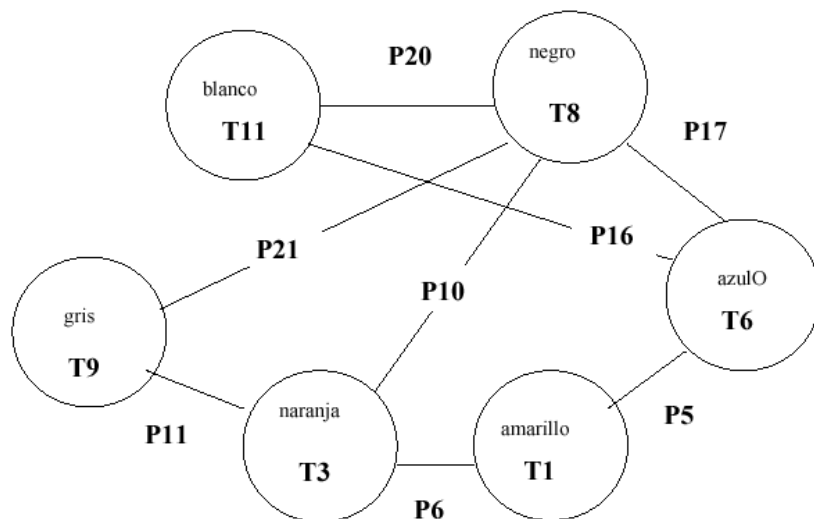 P20
negro
blanco
T8
T11
P17
P16
P21
azulO
P10
T6
gris
T9
naranja
amarillo
P5
P11
T3
T1
P6